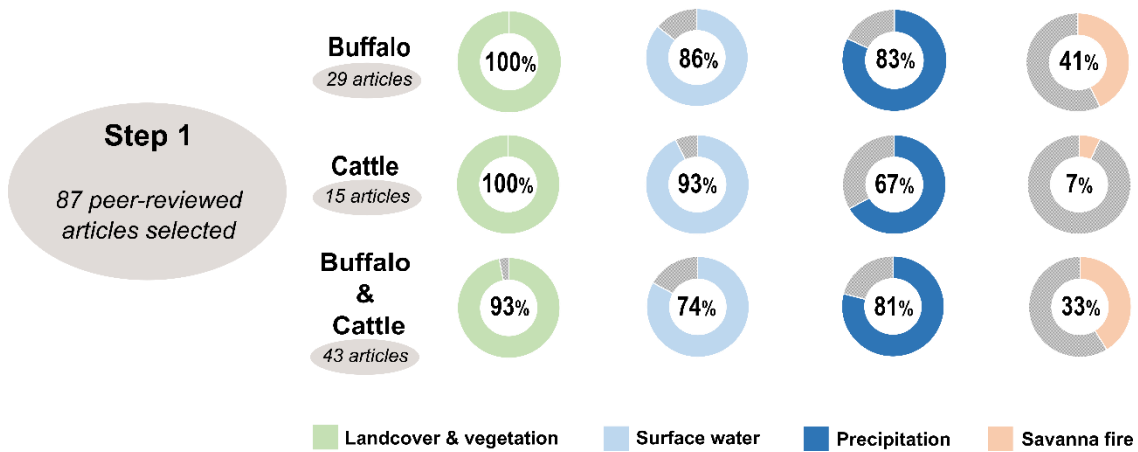 Step 1
87 peer-reviewed
articles selected
Buffalo
29 articles
100%
86%
83%
41%
Cattle
15 articles
100%
93%
67%
7%
Buffalo
&
Cattle
43 articles
93%
74%
81%
33%
Landcover & vegetation
Surface water
Precipitation
Savanna fire